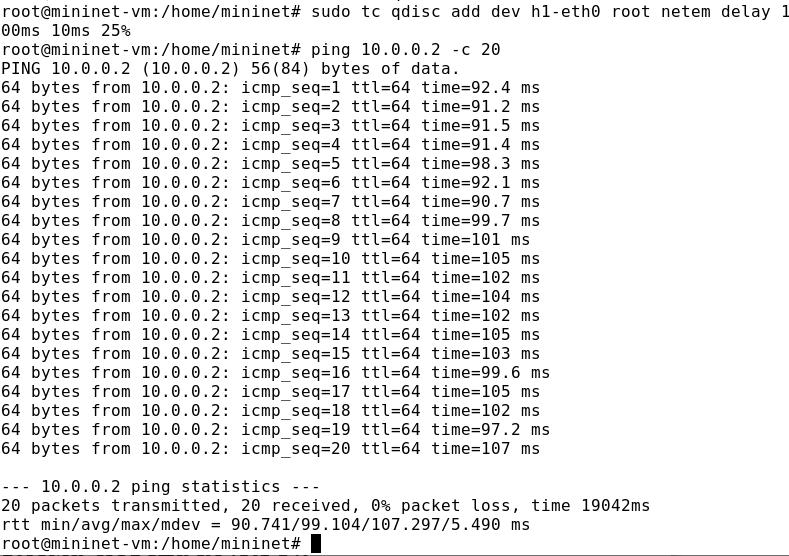 root@mininet-vm:/home/mininet# sudo tc qdisc add dev h1-eth0 root netem delay 1
00ms 10ms 25%
root@mininet-vm:/home/mininet# ping 10.0.0.2 -c 20
PING 10.0.0.2 (10.0.0.2) 56(84) bytes of data.
64 bytes from 10.0.0.2: icmp_seq=1 ttl=64 time=92.4 ms
64 bytes from 10.0.0.2: icmp_seq=2 ttl=64 time=91.2 ms
64 bytes from 10.0.0.2: icmp_seq=3 ttl=64 time=91.5 ms
64 bytes from 10.0.0.2: icmp_seq=4 ttl=64 time=91.4 ms
64 bytes from 10.0.0.2: icmp_seq=5 ttl=64 time=98.3 ms
64 bytes from 10.0.0.2: icmp_seq=6 ttl=64 time=92.1 ms
64 bytes from 10.0.0.2: icmp_seq=7 ttl=64 time=90.7 ms
64 bytes from 10.0.0.2: icmp_seq=8 ttl=64 time=99.7 ms
64 bytes from 10.0.0.2: icmp_seq=9 ttl=64 time=101 ms
64 bytes from 10.0.0.2: icmp_seq=10 ttl=64 time=105 ms
64 bytes from 10.0.0.2: icmp_seq=11 ttl=64 time=102 ms
64 bytes from 10.0.0.2: icmp_seq=12 ttl=64 time=104 ms
64 bytes from 10.0.0.2: icmp_seq=13 ttl=64 time=102 ms
64 bytes from 10.0.0.2: icmp_seq=14 ttl=64 time=105 ms
64 bytes from 10.0.0.2: icmp_seq=15 ttl=64 time=103 ms
64 bytes from 10.0.0.2: icmp_seq=16 ttl=64 time=99.6 ms
64 bytes from 10.0.0.2: icmp_seq=17 ttl=64 time=105 ms
64 bytes from 10.0.0.2: icmp_seq=18 ttl=64 time=102 ms
64 bytes from 10.0.0.2: icmp_seq=19 ttl=64 time=97.2 ms
64 bytes from 10.0.0.2: icmp_seq=20 ttl=64 time=107 ms
--- 10.0.0.2 ping statistics ---
20 packets transmitted, 20 received, 0% packet loss, time 19042ms
rtt min/avg/max/mdev = 90.741/99.104/107.297/5.490 ms
root@mininet-vm:/home/mininet#